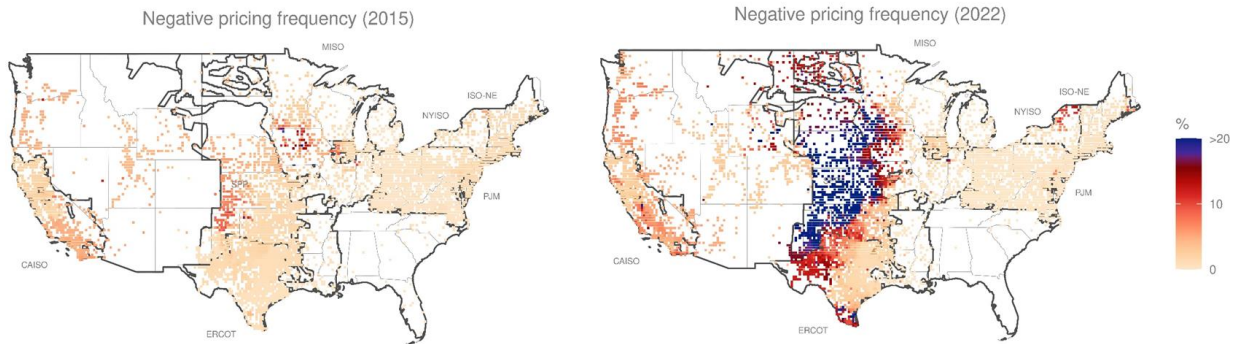 Negative pricing frequency (2015)
MISO
ISO-NE
NYISO
SPP
PJM
CAISO
ERCOT
Negative pricing frequency (2022)
MISO
ISO-NE
NYISO
PJM
CAISO
ERCOT
%
>20
10
0